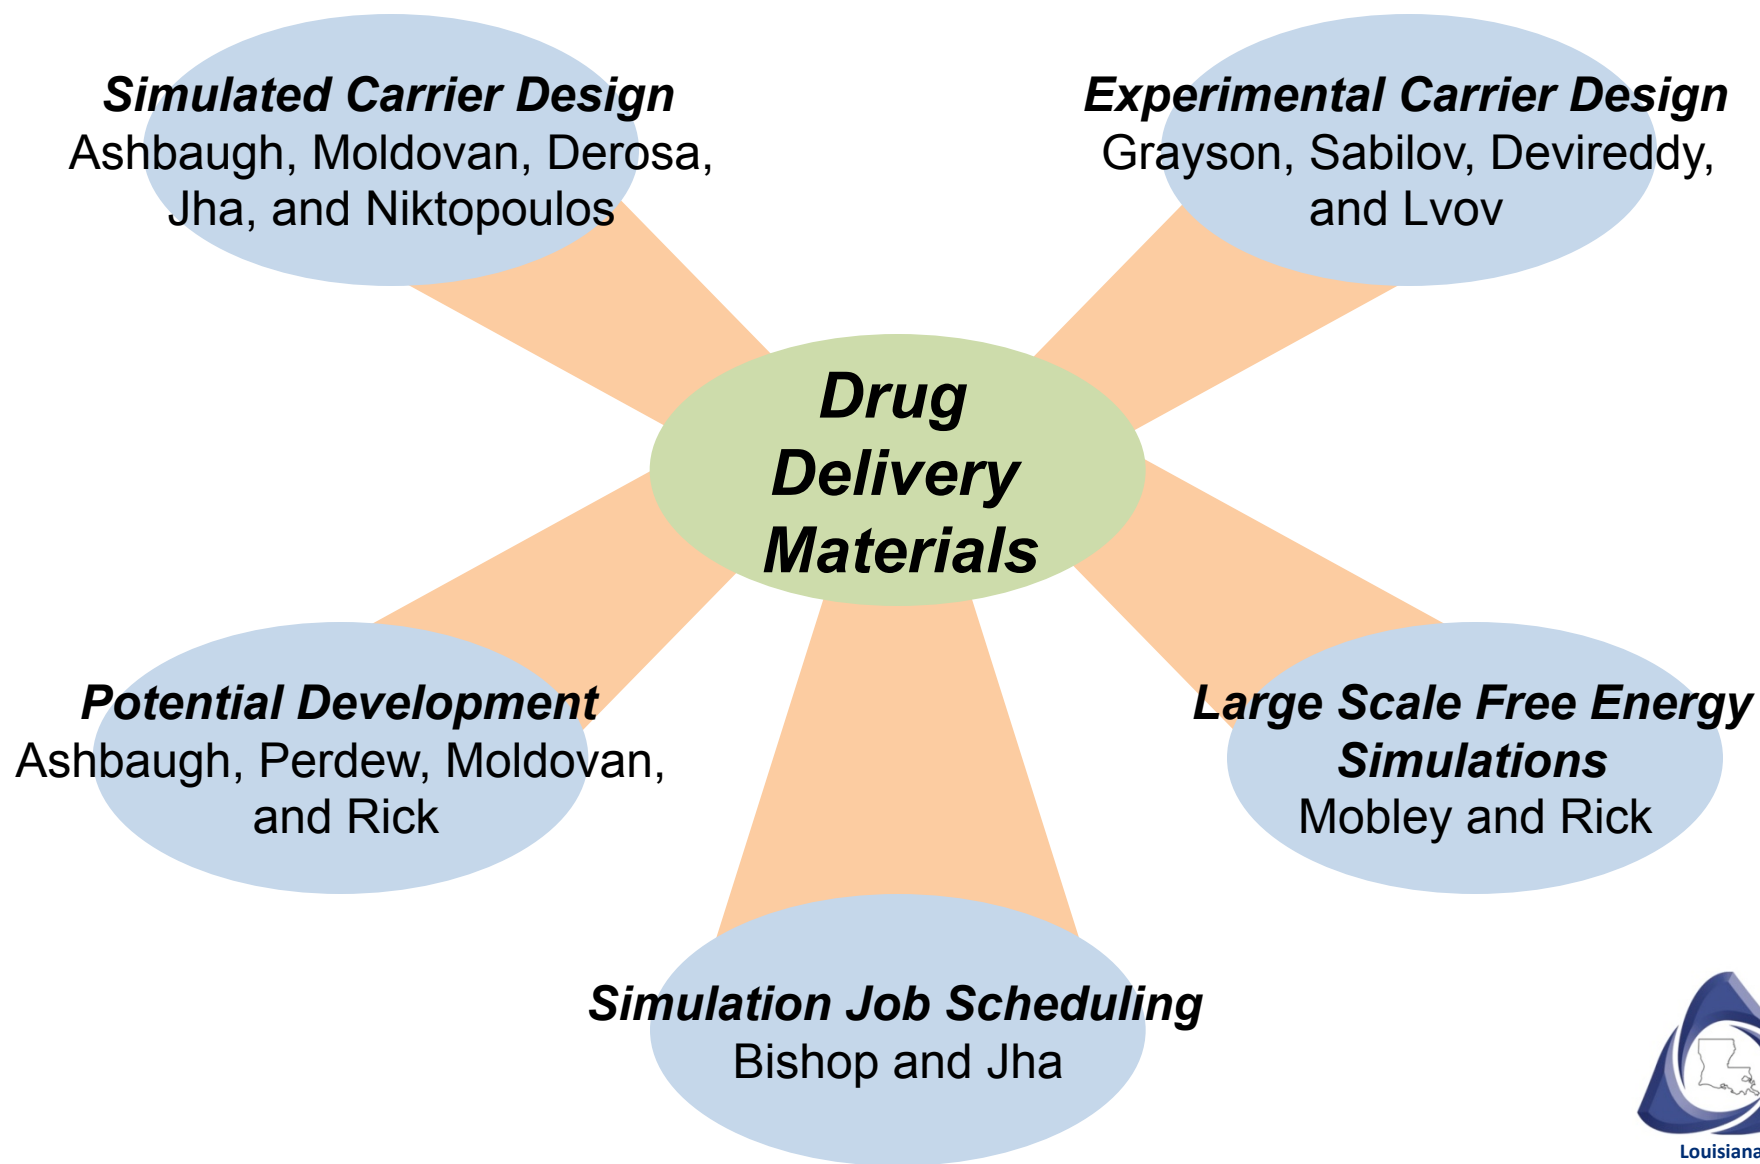 Simulated Carrier Design
Ashbaugh, Moldovan, Derosa,
Jha, and Niktopoulos
Experimental Carrier Design
Grayson, Sabilov, Devireddy,
and Lvov
Drug
Delivery
Materials
Potential Development
Ashbaugh, Perdew, Moldovan,
and Rick
Large Scale Free Energy
Simulations
Mobley and Rick
Simulation Job Scheduling
Bishop and Jha
Louisiana